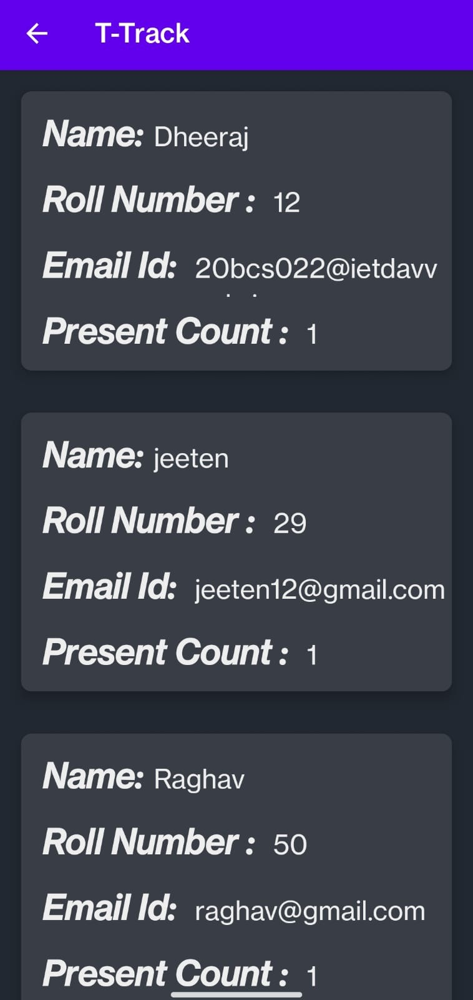 T-Track
Name: Dheeraj
Roll Number : 12
Email Id: 20bcs022@ietdavv
Present Count : 1
Name: jeeten
Roll Number : 29
Email Id: jeeten12@gmail.com
Present Count : 1
Name: Raghav
Roll Number : 50
Email Id: raghav@gmail.com
Present Count : 1